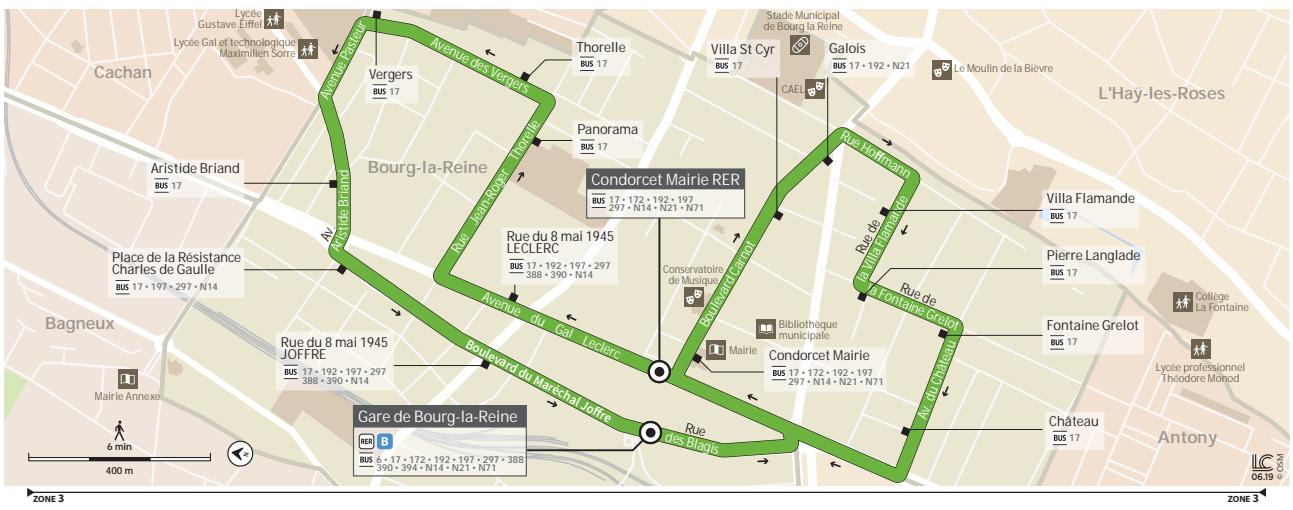 Lycée
Gustave Eiffel
Lycée Gal et technologique
Maximilien Sorre
Cachan
Avenue Pasteur
Vergers
BUS 17
Avenue des Vergers
Thorelle
BUS 17
Panorama
BUS 17
Stade Municipal
de Bourg la Reine
Villa St Cyr
BUS 17
Galois
BUS 17 • 192 • N21
CAEL
Le Moulin de la Bièvre
L'Haÿ-les-Roses
Aristide Briand
BUS 17
Bourg-la-Reine
Rue Jean-Roger Thorelle
Condorcet Mairie RER
BUS 17 • 172 • 192 • 197
297 • N14 • N21 • N71
Rue Hoffmann
Villa Flamande
BUS 17
Rue de
la Villa Flamande
Av.
Aristide Briand
Place de la Résistance
Charles de Gaulle
BUS 17 • 197 • 297 • N14
Rue du 8 mai 1945
LECLERC
BUS 17 • 192 • 197 • 297
388 • 390 • N14
Conservatoire
de Musique
Boulevard Carnot
Pierre Langlade
BUS 17
Rue de
la Fontaine Grelot
Collège
La Fontaine
Bagneux
Avenue du Gal Leclerc
Bibliothèque
municipale
Mairie
Fontaine Grelot
BUS 17
Rue du 8 mai 1945
JOFFRE
BUS 17 • 192 • 197 • 297
388 • 390 • N14
Boulevard du Maréchal Joffre
Condorcet Mairie
BUS 17 • 172 • 192 • 197
297 • N14 • N21 • N71
Av. du Château
Lycée professionnel
Théodore Monod
Mairie Annexe
Gare de Bourg-la-Reine
RER B
BUS 6 • 17 • 172 • 192 • 197 • 297 • 388
390 • 394 • N14 • N21 • N71
Rue
des Blagis
Château
BUS 17
Antony
6 min
400 m
N
LC
06.19
© OSM
ZONE 3
ZONE 3